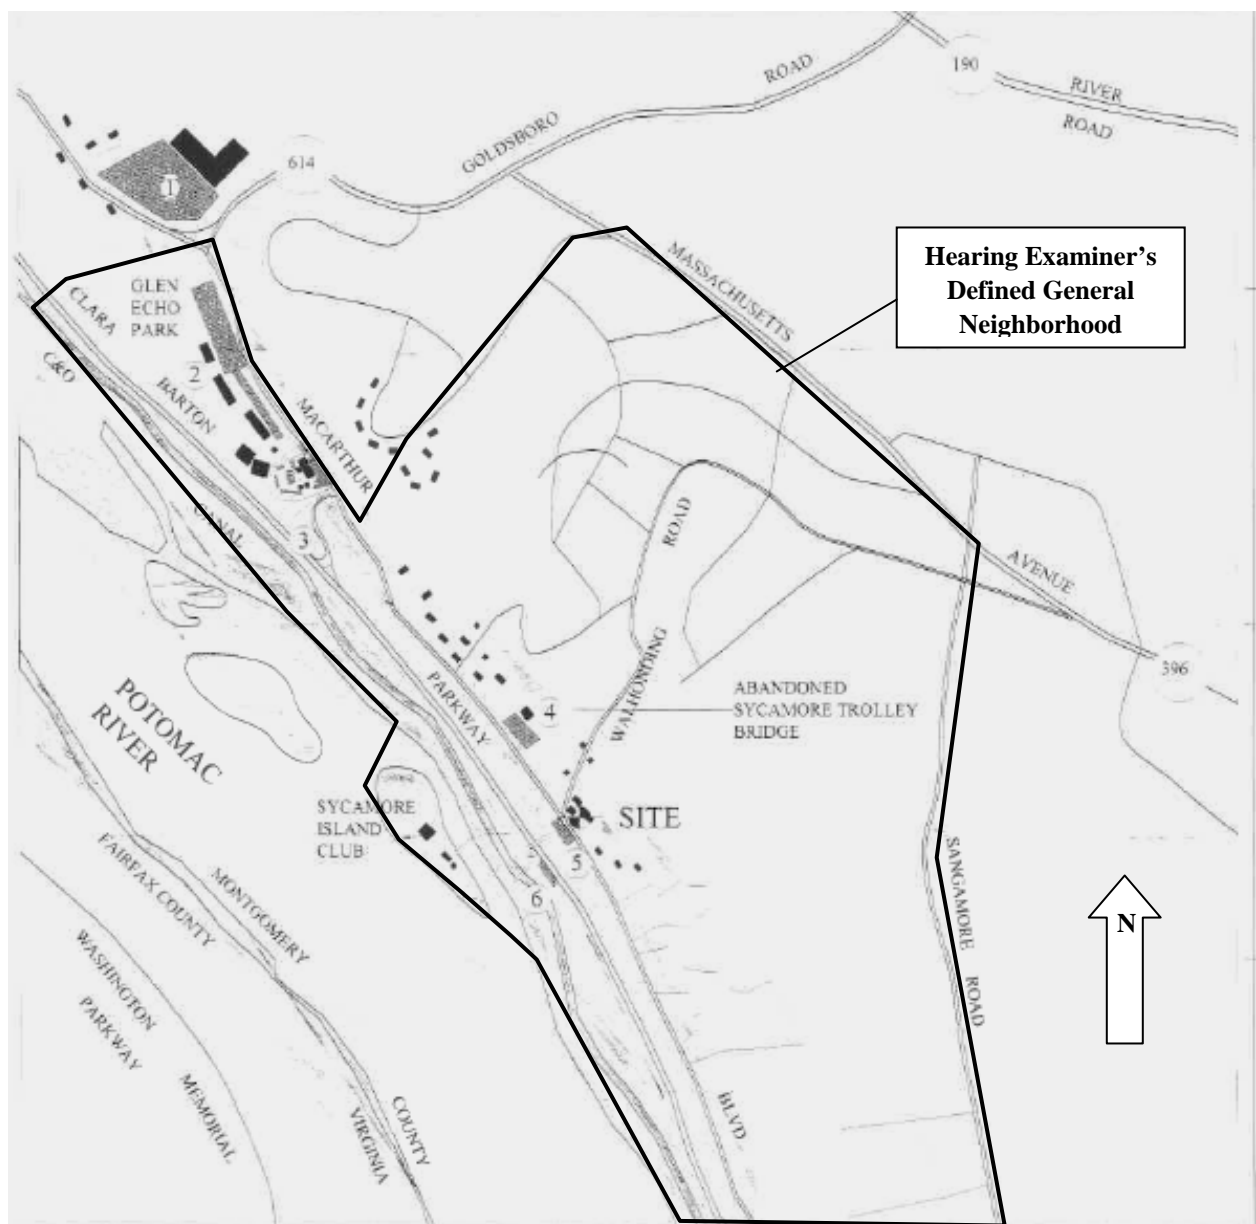 190
RIVER
ROAD
ROAD
GOLDSBORO
614
1
Hearing Examiner’s
Defined General
Neighborhood
MASSACHUSETTS
GLEN
ECHO
PARK
CLARA
C&O
BARTON
2
MACARTHUR
CANAL
3
ROAD
AVENUE
396
WALHONDING
PARKWAY
4
ABANDONED
SYCAMORE TROLLEY
BRIDGE
POTOMAC
RIVER
SYCAMORE
ISLAND
CLUB
SITE
5
6
SANGAMORE
ROAD
N
FAIRFAX COUNTY
MONTGOMERY
WASHINGTON
PARKWAY
MEMORIAL
VIRGINIA
COUNTY
BLVD